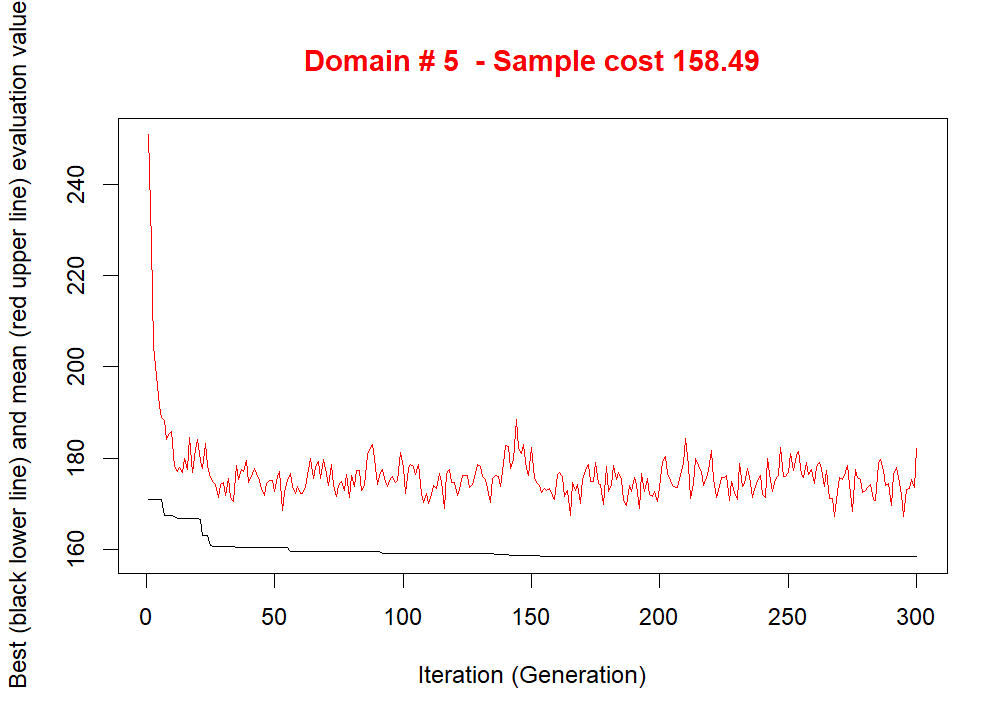 Domain # 5  - Sample cost 158.49
Best (black lower line) and mean (red upper line) evaluation value
240
220
200
180
160
0 50 100 150 200 250 300
Iteration (Generation)